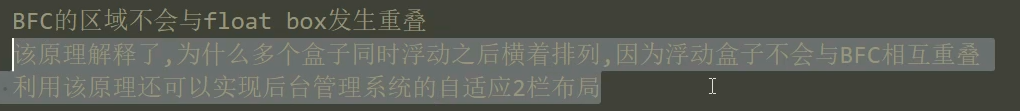 BFC的区域不会与float box发生重叠
该原理解释了,为什么多个盒子同时浮动之后横着排列,因为浮动盒子不会与BFC相互重叠
利用该原理还可以实现后台管理系统的自适应2栏布局